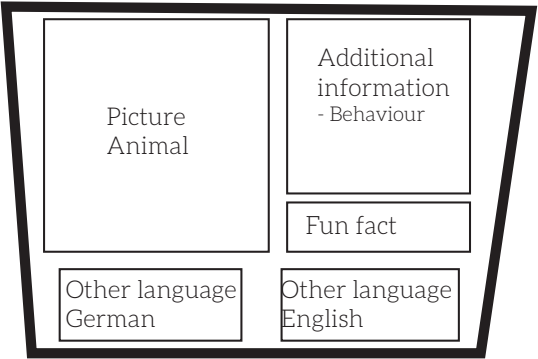 Picture
Animal
Additional
information
- Behaviour
Fun fact
Other language
German
Other language
English